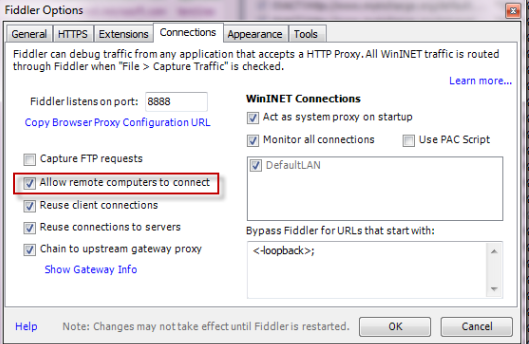 Fiddler Options
General HTTPS Extensions Connections Appearance Tools
Fiddler can debug traffic from any application that accepts a HTTP Proxy. All WinINET traffic is routed
through Fiddler when "File > Capture Traffic" is checked.
Learn more...
Fiddler listens on port: 8888
Copy Browser Proxy Configuration URL
Capture FTP requests
Allow remote computers to connect
Reuse client connections
Reuse connections to servers
Chain to upstream gateway proxy
Show Gateway Info
WinINET Connections
Act as system proxy on startup
Monitor all connections Use PAC Script
DefaultLAN
Bypass Fiddler for URLs that start with:
<-loopback>;
Help Note: Changes may not take effect until Fiddler is restarted. OK Cancel